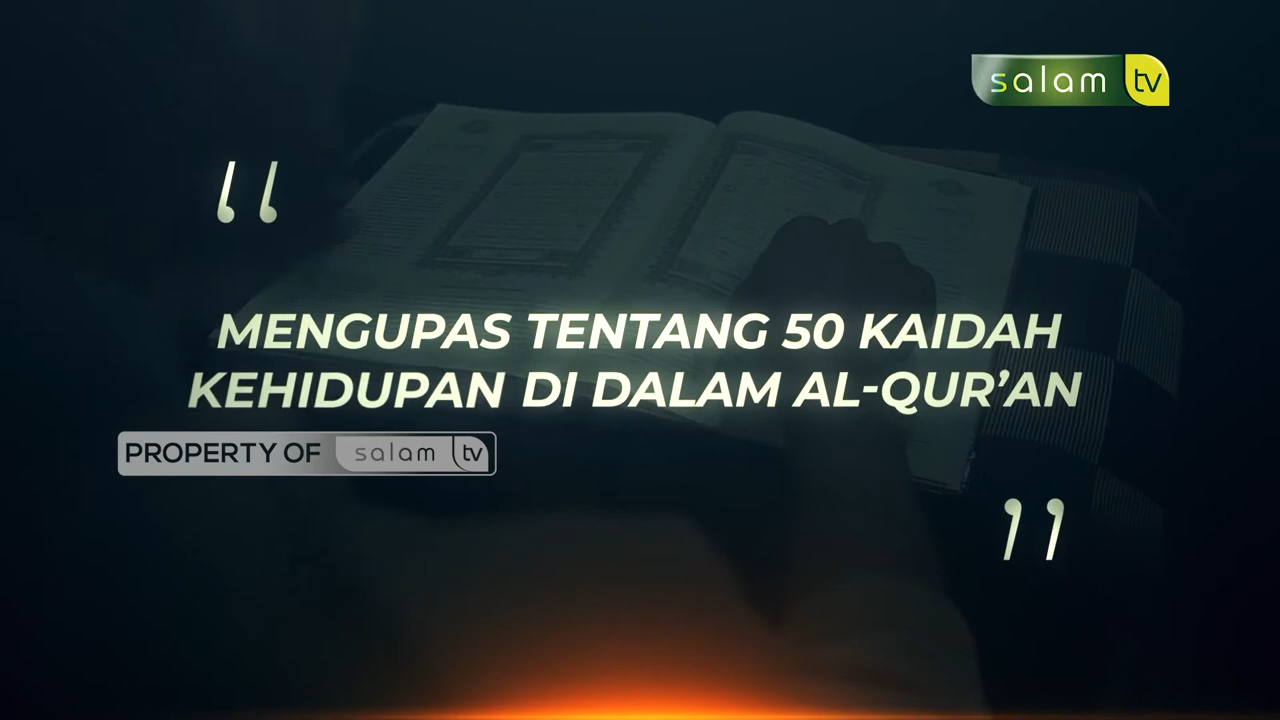 salam tv
“
MENGUPAS TENTANG 50 KAIDAH
KEHIDUPAN DI DALAM AL-QUR’AN
PROPERTY OF salam tv
”